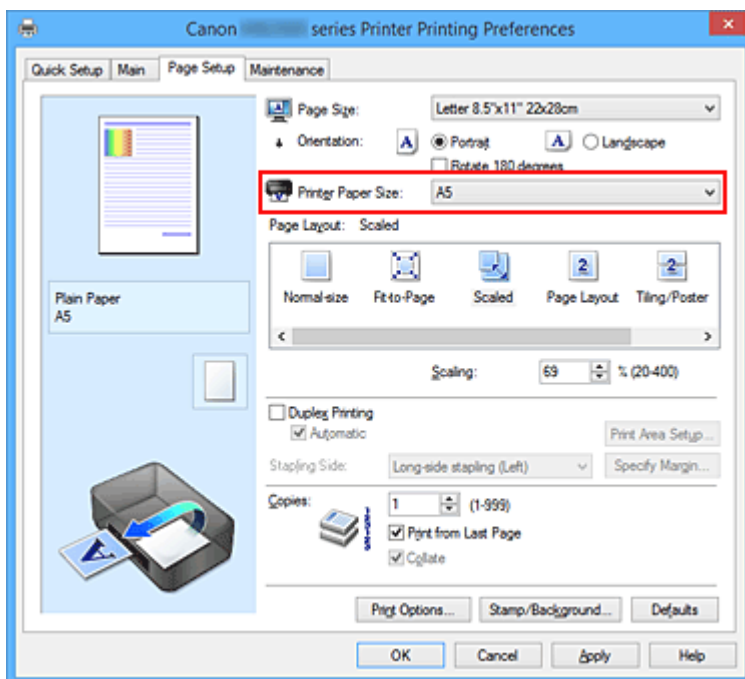 Canon series Printer Printing Preferences
Quick Setup Main Page Setup Maintenance
Page Size: Letter 8.5"x11" 22x28cm
Orientation: A Portrait A Landscape
Rotate 180 degrees
Printer Paper Size: A5
Page Layout: Scaled
Normal-size Fit-to-Page Scaled Page Layout Tiling/Poster
Plain Paper
A5
Scaling: 69 % (20-400)
Duplex Printing
Automatic
Print Area Setup...
Stapling Side: Long-side stapling (Left) Specify Margin...
Copies: 1 (1-999)
Print from Last Page
Collate
Print Options... Stamp/Background... Defaults
OK Cancel Apply Help